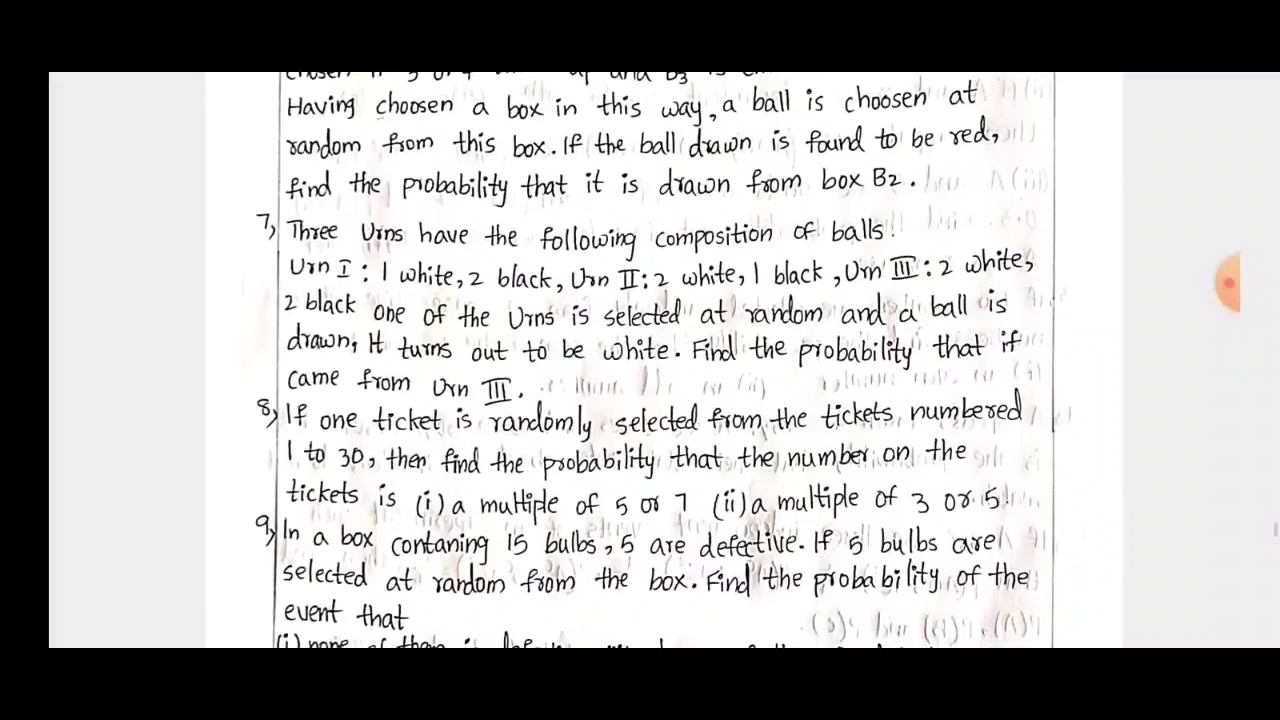 Having choosen a box in this way, a ball is choosen at
random from this box. If the ball drawn is found to be red,
find the probability that it is drawn from box B2.
7) Three Urns have the following composition of balls.
Urn I : 1 white, 2 black, Urn II : 2 white, 1 black, Urn III : 2 white,
2 black one of the Urns is selected at random and a ball is
drawn, It turns out to be white. Find the probability that if
came from Urn III.
8) If one ticket is randomly selected from the tickets numbered
1 to 30, then find the probability that the number on the
tickets is (i) a multiple of 5 or 7 (ii) a multiple of 3 or 5
9) In a box contaning 15 bulbs, 5 are defective. If 5 bulbs are
selected at random from the box. Find the probability of the
event that
(i) none of them is